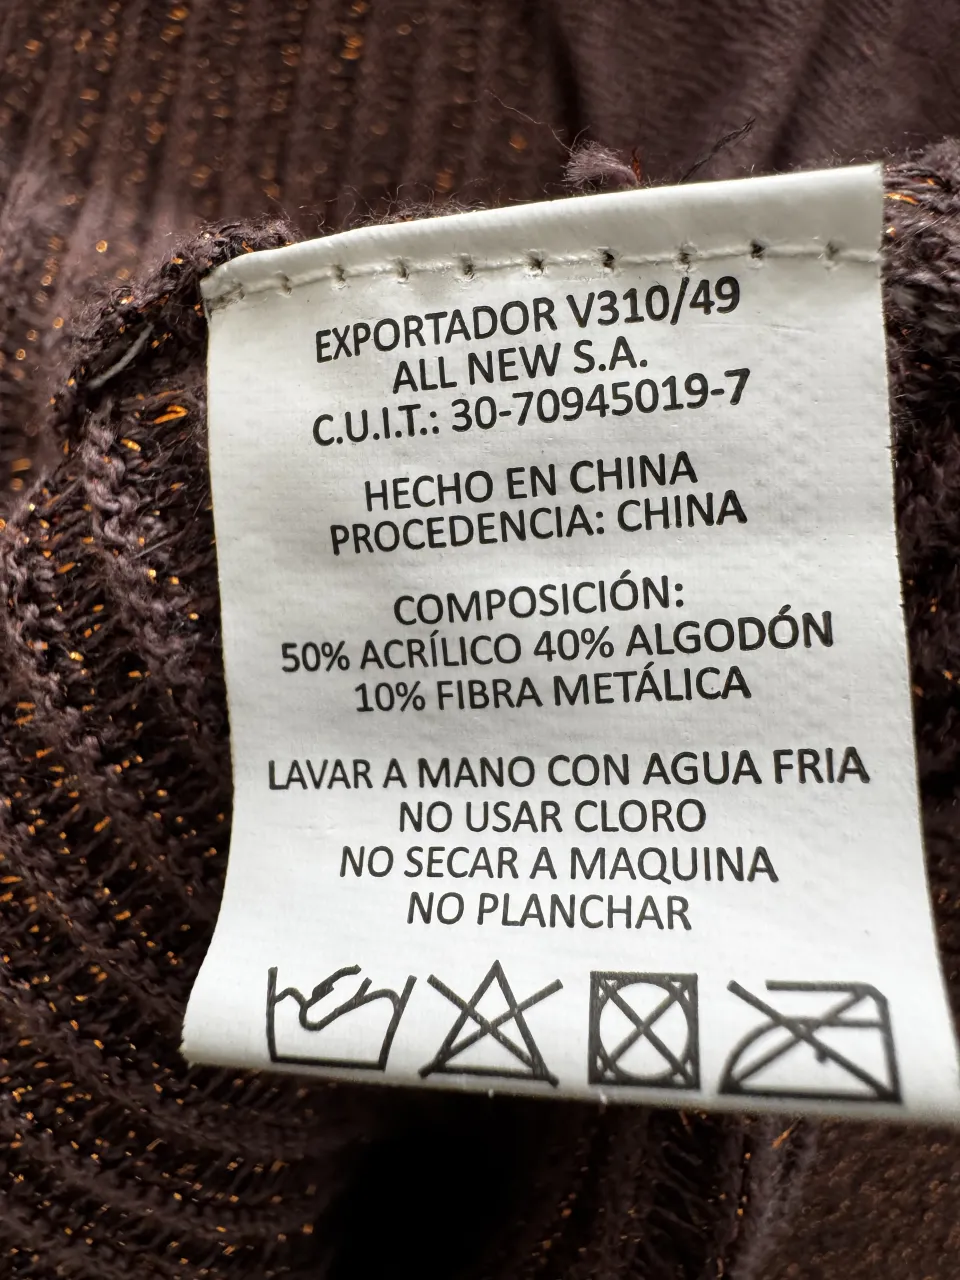 EXPORTADOR V310/49
ALL NEW S.A.
C.U.I.T.: 30-70945019-7
HECHO EN CHINA
PROCEDENCIA: CHINA
COMPOSICIÓN:
50% ACRÍLICO 40% ALGODÓN
10% FIBRA METÁLICA
LAVAR A MANO CON AGUA FRIA
NO USAR CLORO
NO SECAR A MAQUINA
NO PLANCHAR